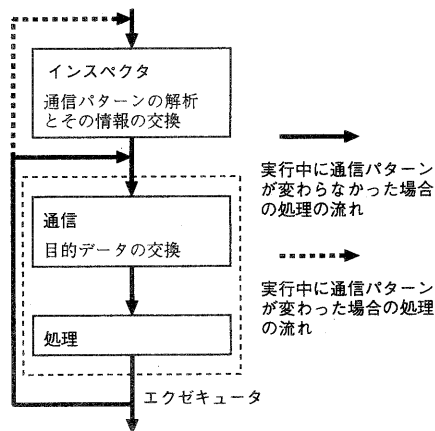 インスペクタ
通信パターンの解析
とその情報の交換
通信
目的データの交換
処理
エクゼキュータ
実行中に通信パターン
が変わらなかった場合
の処理の流れ
実行中に通信パターン
が変わった場合の処理
の流れ